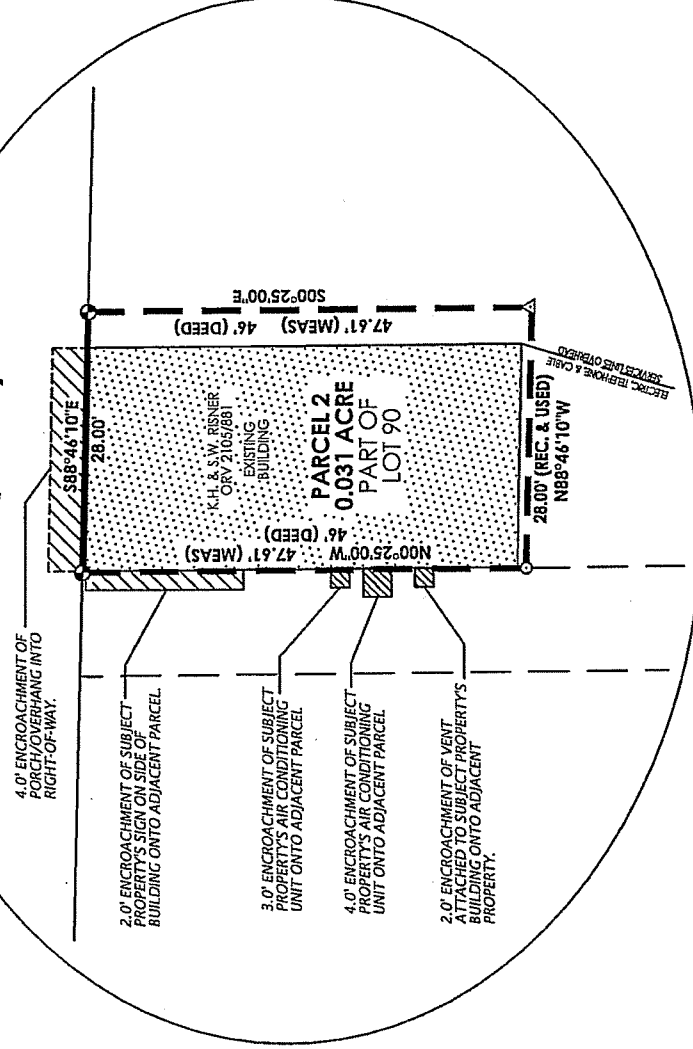 4.0' ENCROACHMENT OF
PORCH/OVERHANG INTO
RIGHT-OF-WAY.
S88°46'10"E
28.00'
2.0' ENCROACHMENT OF SUBJECT
PROPERTY'S SIGN ON SIDE OF
BUILDING ONTO ADJACENT PARCEL.
3.0' ENCROACHMENT OF SUBJECT
PROPERTY'S AIR CONDITIONING
UNIT ONTO ADJACENT PARCEL
4.0' ENCROACHMENT OF SUBJECT
PROPERTY'S AIR CONDITIONING
UNIT ONTO ADJACENT PARCEL
2.0' ENCROACHMENT OF VENT
ATTACHED TO SUBJECT PROPERTY'S
BUILDING ONTO ADJACENT
PROPERTY.
N00°25'00"W
47.61' (MEAS)
46' (DEED)
K.H. & S.W. RISNER
ORV 2105/881
EXISTING
BUILDING
PARCEL 2
0.031 ACRE
PART OF
LOT 90
S00°25'00"E
47.61' (MEAS)
46' (DEED)
28.00' (REC. & USED)
N88°46'10"W
ELECTRIC, TELEPHONE & CABLE
SERVICE LINES OVERHEAD